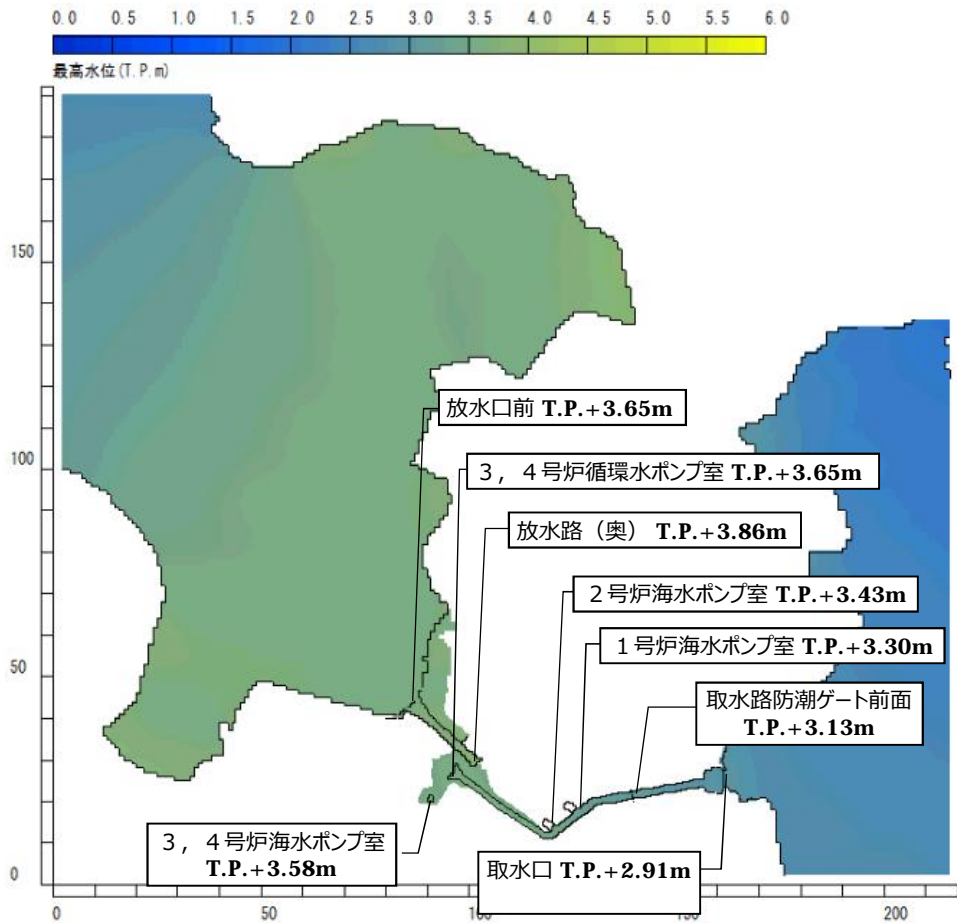 0.0 0.5 1.0 1.5 2.0 2.5 3.0 3.5 4.0 4.5 5.0 5.5 6.0
最高水位(T.P.m)
150
100
50
0
放水口前 T.P.+3.65m
3，4号炉循環水ポンプ室 T.P.+3.65m
放水路（奥） T.P.+3.86m
2号炉海水ポンプ室 T.P.+3.43m
1号炉海水ポンプ室 T.P.+3.30m
取水路防潮ゲート前面
T.P.+3.13m
3，4号炉海水ポンプ室
T.P.+3.58m
取水口 T.P.+2.91m
0 50 200